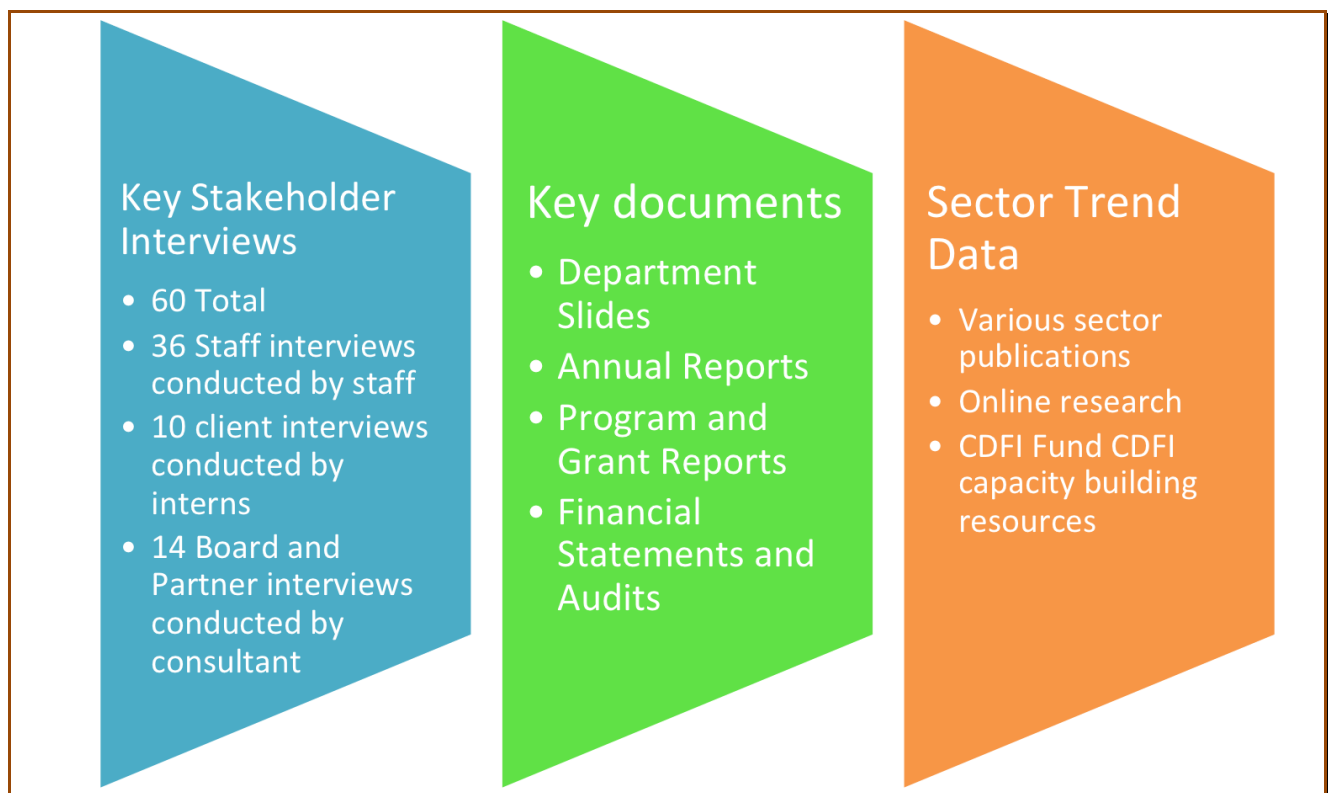 Key Stakeholder
Interviews
• 60 Total
• 36 Staff interviews
conducted by staff
• 10 client interviews
conducted by
interns
• 14 Board and
Partner interviews
conducted by
consultant
Key documents
• Department
Slides
• Annual Reports
• Program and
Grant Reports
• Financial
Statements and
Audits
Sector Trend
Data
• Various sector
publications
• Online research
• CDFI Fund CDFI
capacity building
resources